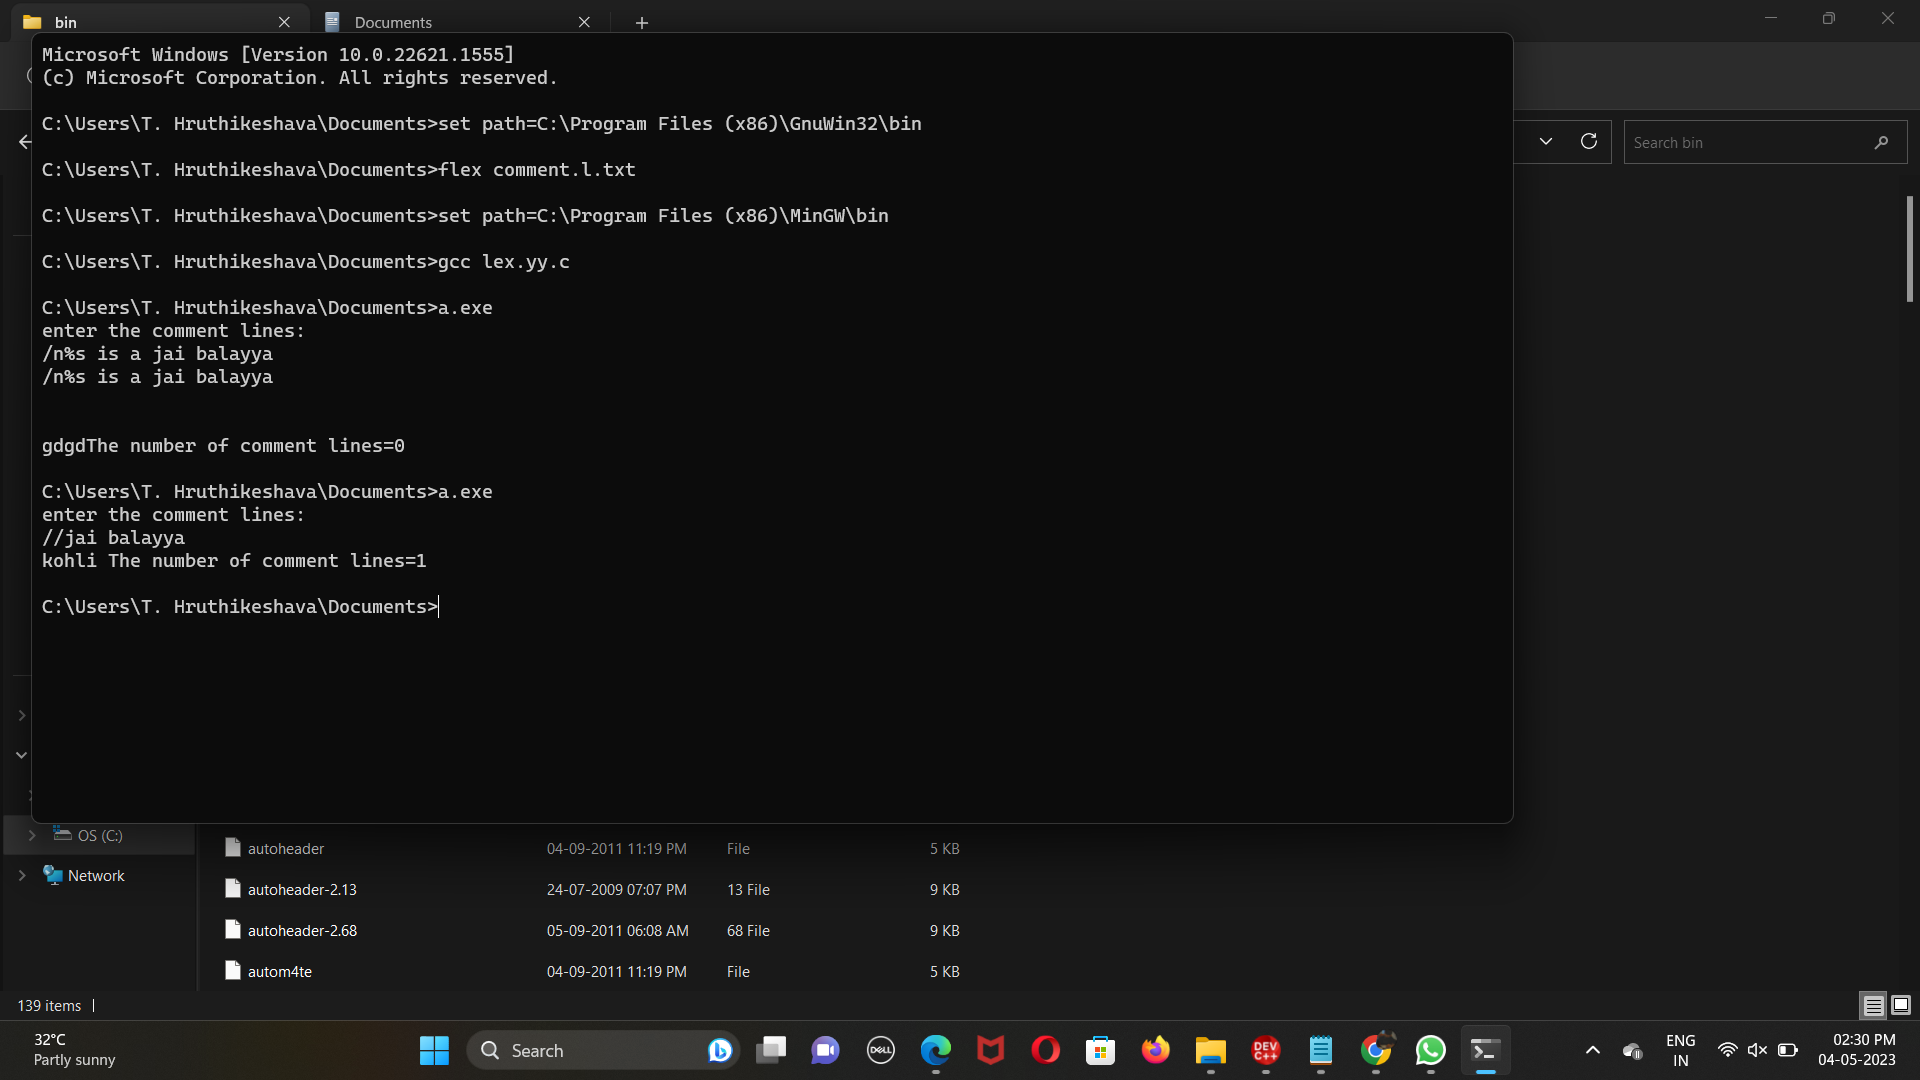 bin
Documents
Microsoft Windows [Version 10.0.22621.1555]
(c) Microsoft Corporation. All rights reserved.
C:\Users\T. Hruthikeshava\Documents>set path=C:\Program Files (x86)\GnuWin32\bin
Search bin
C:\Users\T. Hruthikeshava\Documents>flex comment.l.txt
C:\Users\T. Hruthikeshava\Documents>set path=C:\Program Files (x86)\MinGW\bin
C:\Users\T. Hruthikeshava\Documents>gcc lex.yy.c
C:\Users\T. Hruthikeshava\Documents>a.exe
enter the comment lines:
/n%s is a jai balayya
/n%s is a jai balayya
gdgdThe number of comment lines=0
C:\Users\T. Hruthikeshava\Documents>a.exe
enter the comment lines:
//jai balayya
kohli The number of comment lines=1
C:\Users\T. Hruthikeshava\Documents>
OS (C:)
Network
autoheader 04-09-2011 11:19 PM File 5 KB
autoheader-2.13 24-07-2009 07:07 PM 13 File 9 KB
autoheader-2.68 05-09-2011 06:08 AM 68 File 9 KB
autom4te 04-09-2011 11:19 PM File 5 KB
139 items
32°C
Partly sunny
Search
DELL
DEV
C++
ENG
IN
02:30 PM
04-05-2023